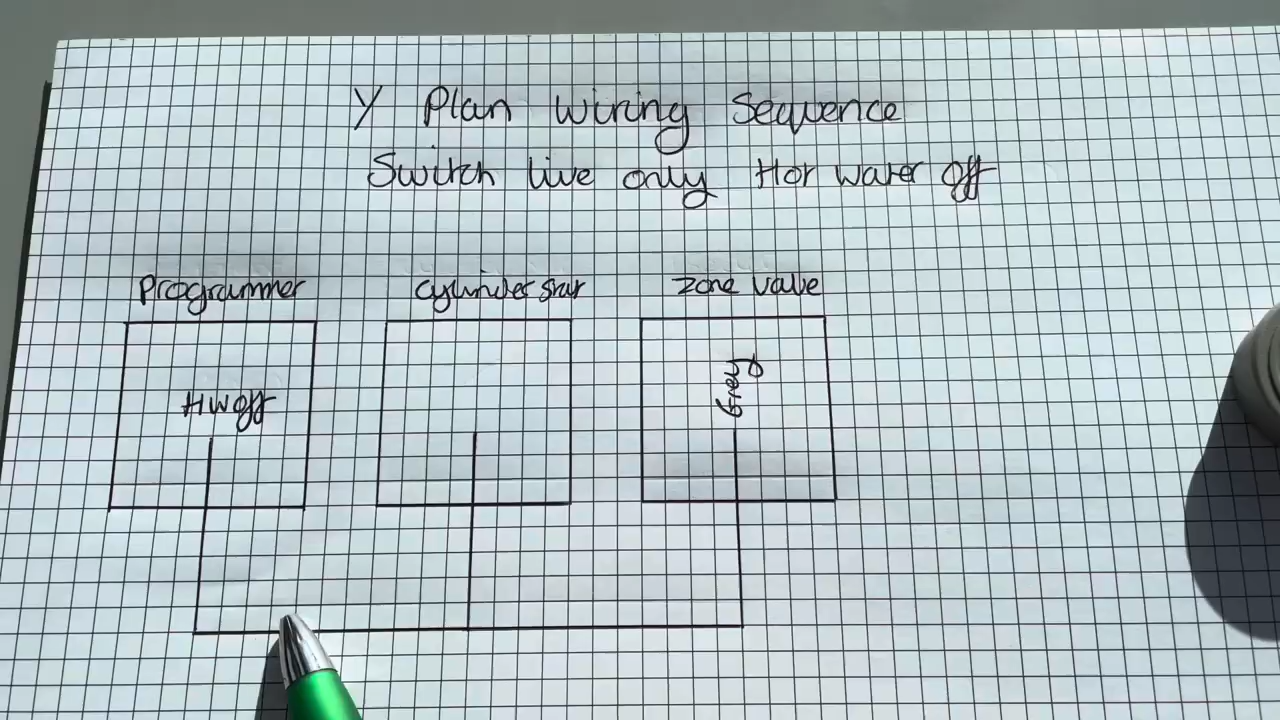 Y Plan Wiring Sequence
Switch live only Hot water off
Programmer cylinder stat zone valve
HW off Grey